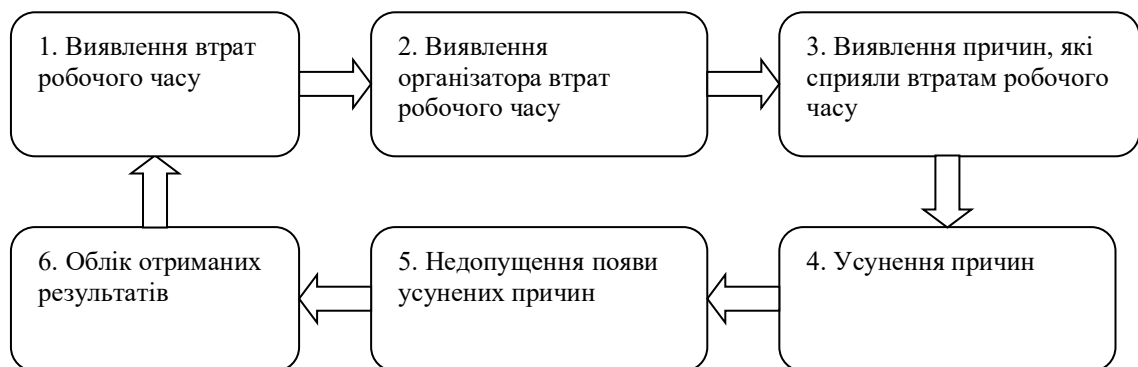 1. Виявлення втрат
робочого часу
2. Виявлення
організатора втрат
робочого часу
3. Виявлення причин, які
сприяли втратам робочого
часу
6. Облік отриманих
результатів
5. Недопущення появи
усунених причин
4. Усунення причин